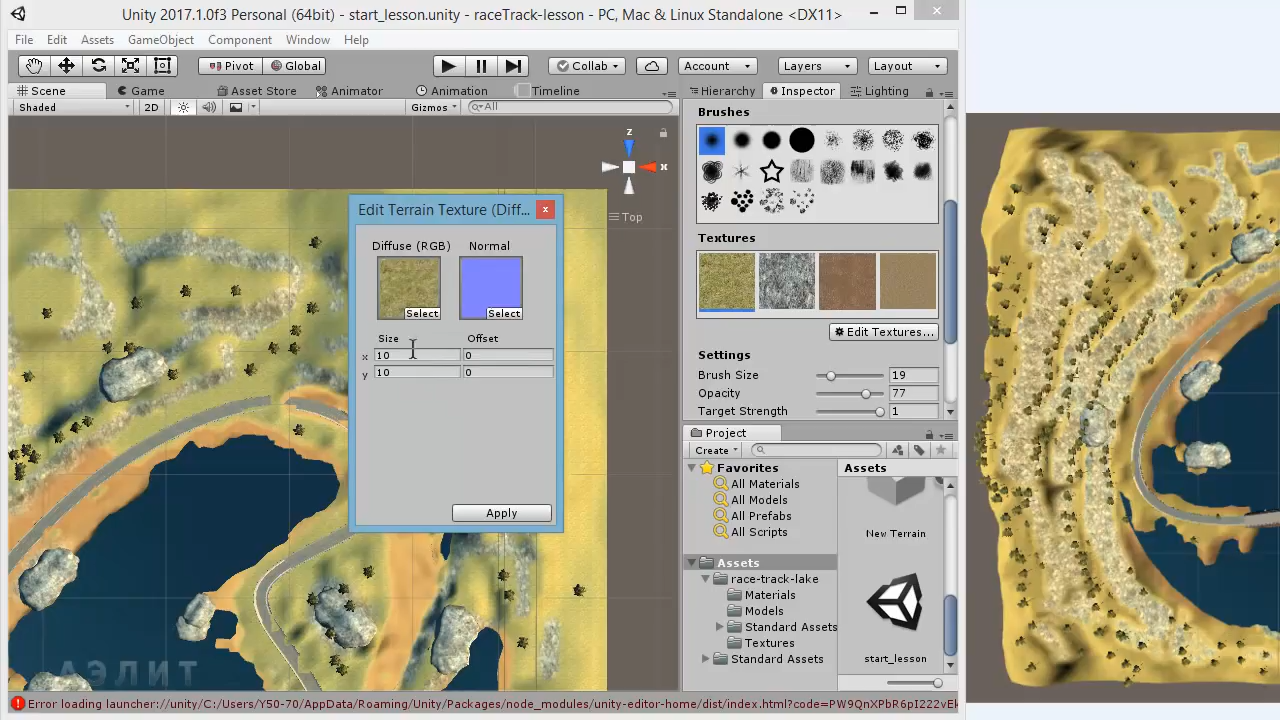 Unity 2017.1.0f3 Personal (64bit) - start_lesson.unity - raceTrack-lesson - PC, Mac & Linux Standalone <DX11>
File Edit Assets GameObject Component Window Help
Pivot Global Collab Account Layers Layout
Scene Game Asset Store Animator Animation Timeline
Shaded 2D Gizmos All
Hierarchy Inspector Lighting
Brushes
z
x
Top
Edit Terrain Texture (Diff...
Diffuse (RGB) Normal
Select Select
Size Offset
x 10 0
y 10 0
Apply
Textures
Edit Textures...
Settings
Brush Size 19
Opacity 77
Target Strength 1
Project
Create
Favorites
All Materials
All Models
All Prefabs
All Scripts
Assets
race-track-lake
Materials
Models
Standard Assets
Textures
Standard Assets
Assets
New Terrain
start_lesson
АЭЛИТ
Error loading launcher://unity/C:/Users/Y50-70/AppData/Roaming/Unity/Packages/node_modules/unity-editor-home/dist/index.html?code=PW9QnXPbR6pI222vEk